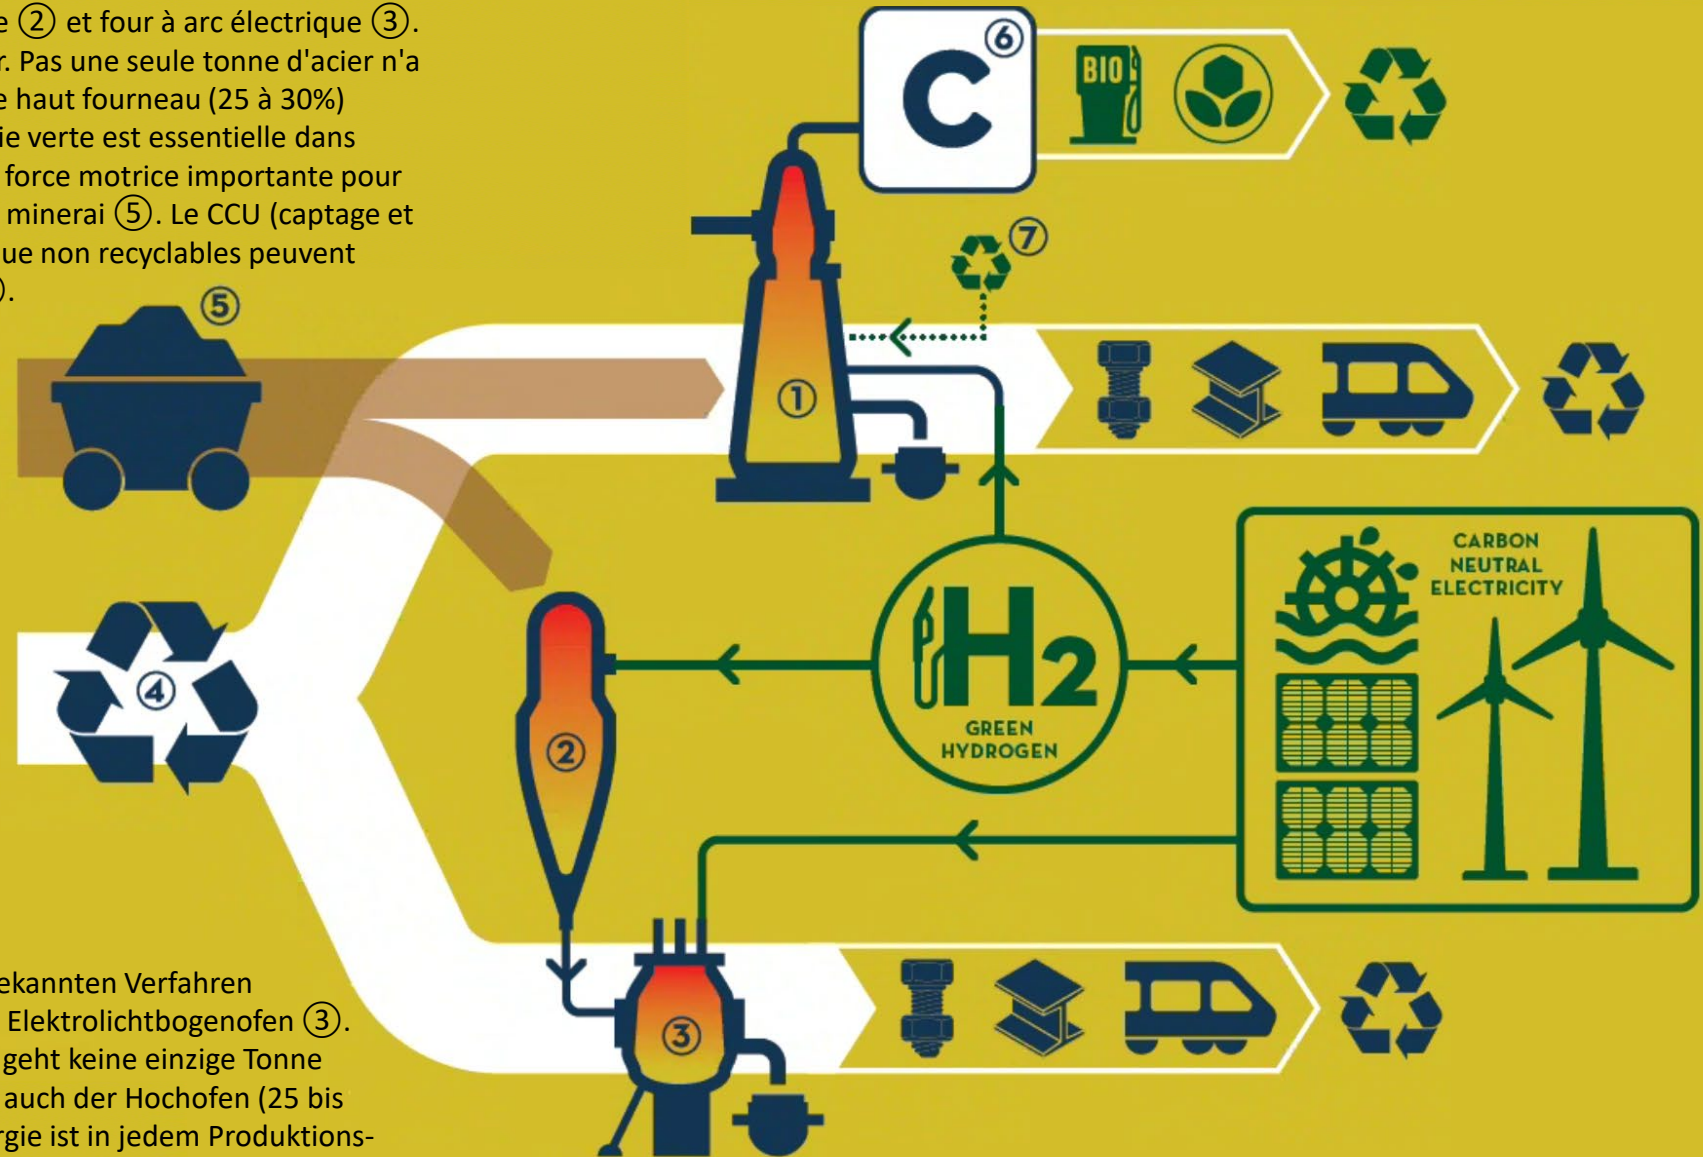 e ② et four à arc électrique ③.
r. Pas une seule tonne d'acier n'a
e haut fourneau (25 à 30%)
ie verte est essentielle dans
force motrice importante pour
minerai ⑤. Le CCU (captage et
que non recyclables peuvent
).
C ⑥
BIO
⑦
⑤
①
CARBON
NEUTRAL
ELECTRICITY
④
②
H2
GREEN
HYDROGEN
③
ekannten Verfahren
Elektrolichtbogenofen ③.
geht keine einzige Tonne
auch der Hochofen (25 bis
ergie ist in jedem Produktions-